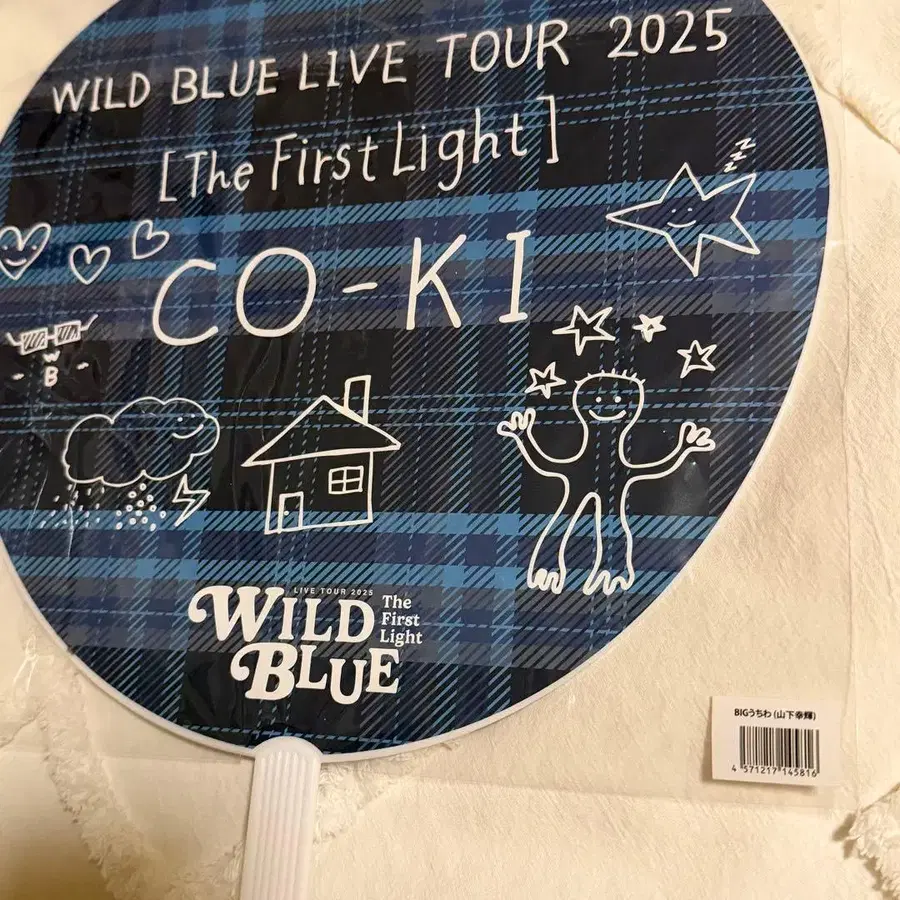 WILD BLUE LIVE TOUR 2025
[The First Light]
zzz
CO-KI
W
B
LIVE TOUR 2025
WILD
BLUE
The
First
Light
BIGうちわ(山下幸輝)
4 571217 145816